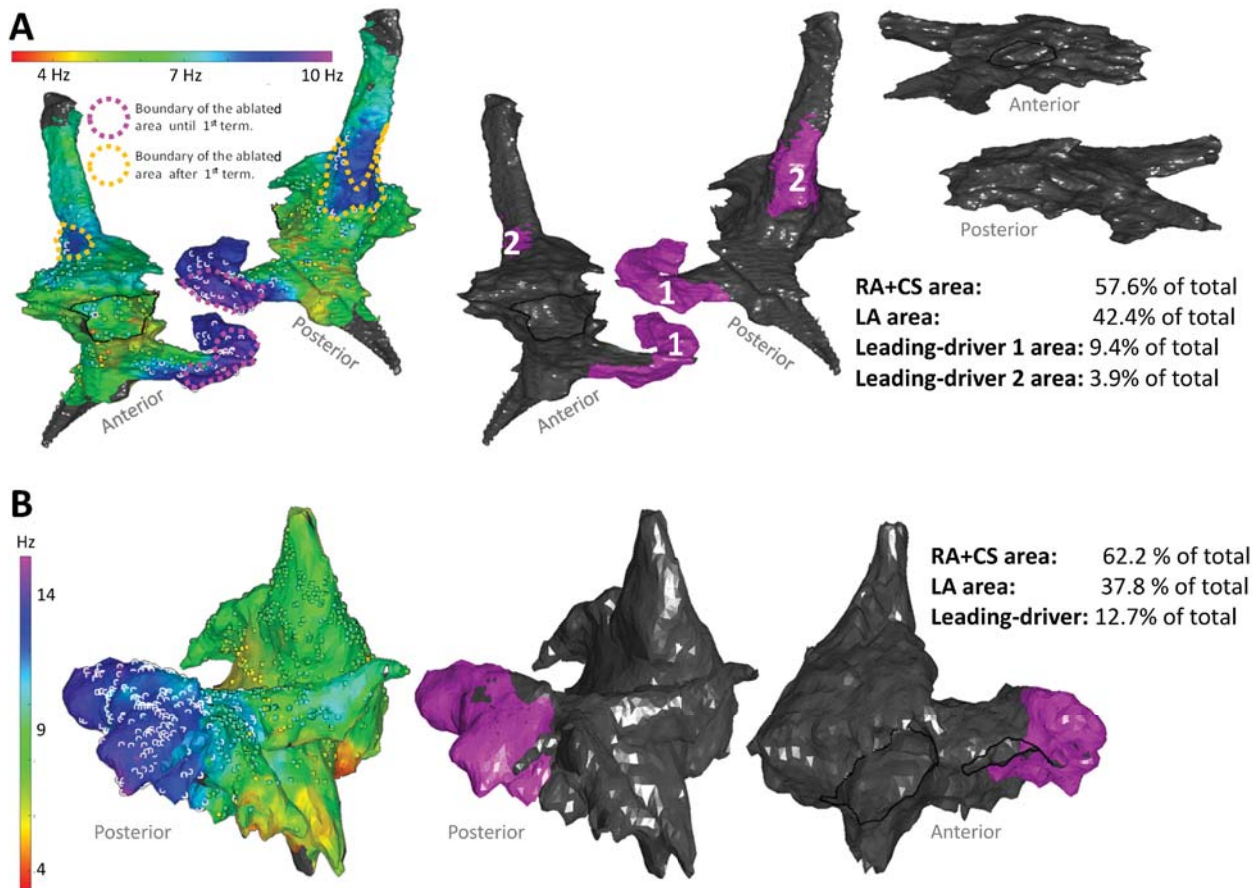 A
4 Hz 7 Hz 10 Hz
Boundary of the ablated
area until 1st term.
Boundary of the ablated
area after 1st term.
2
2
1
1
Anterior
Posterior
Anterior
Posterior
Anterior
Posterior
RA+CS area: 57.6% of total
LA area: 42.4% of total
Leading-driver 1 area: 9.4% of total
Leading-driver 2 area: 3.9% of total
B
Hz
14
9
4
Posterior
Posterior
Anterior
RA+CS area: 62.2 % of total
LA area: 37.8 % of total
Leading-driver: 12.7% of total